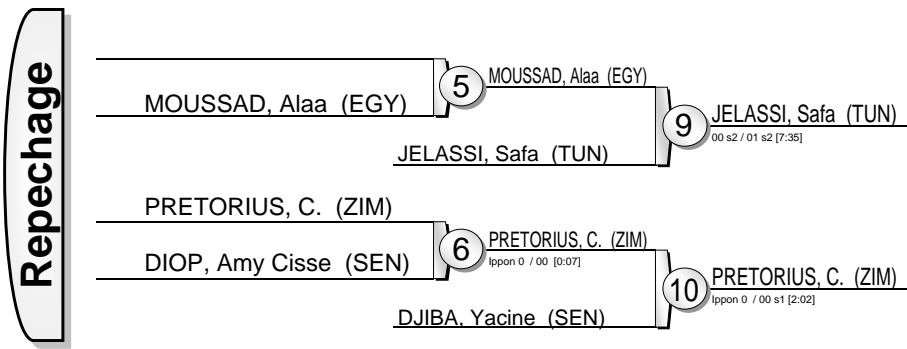 Repechage
MOUSSAD, Alaa (EGY)
5
MOUSSAD, Alaa (EGY)
JELASSI, Safa (TUN)
9
JELASSI, Safa (TUN)
00 s2 / 01 s2 [7:35]
PRETORIUS, C. (ZIM)
DIOP, Amy Cisse (SEN)
6
PRETORIUS, C. (ZIM)
Ippon 0 / 00 [0:07]
DJIBA, Yacine (SEN)
10
PRETORIUS, C. (ZIM)
Ippon 0 / 00 s1 [2:02]